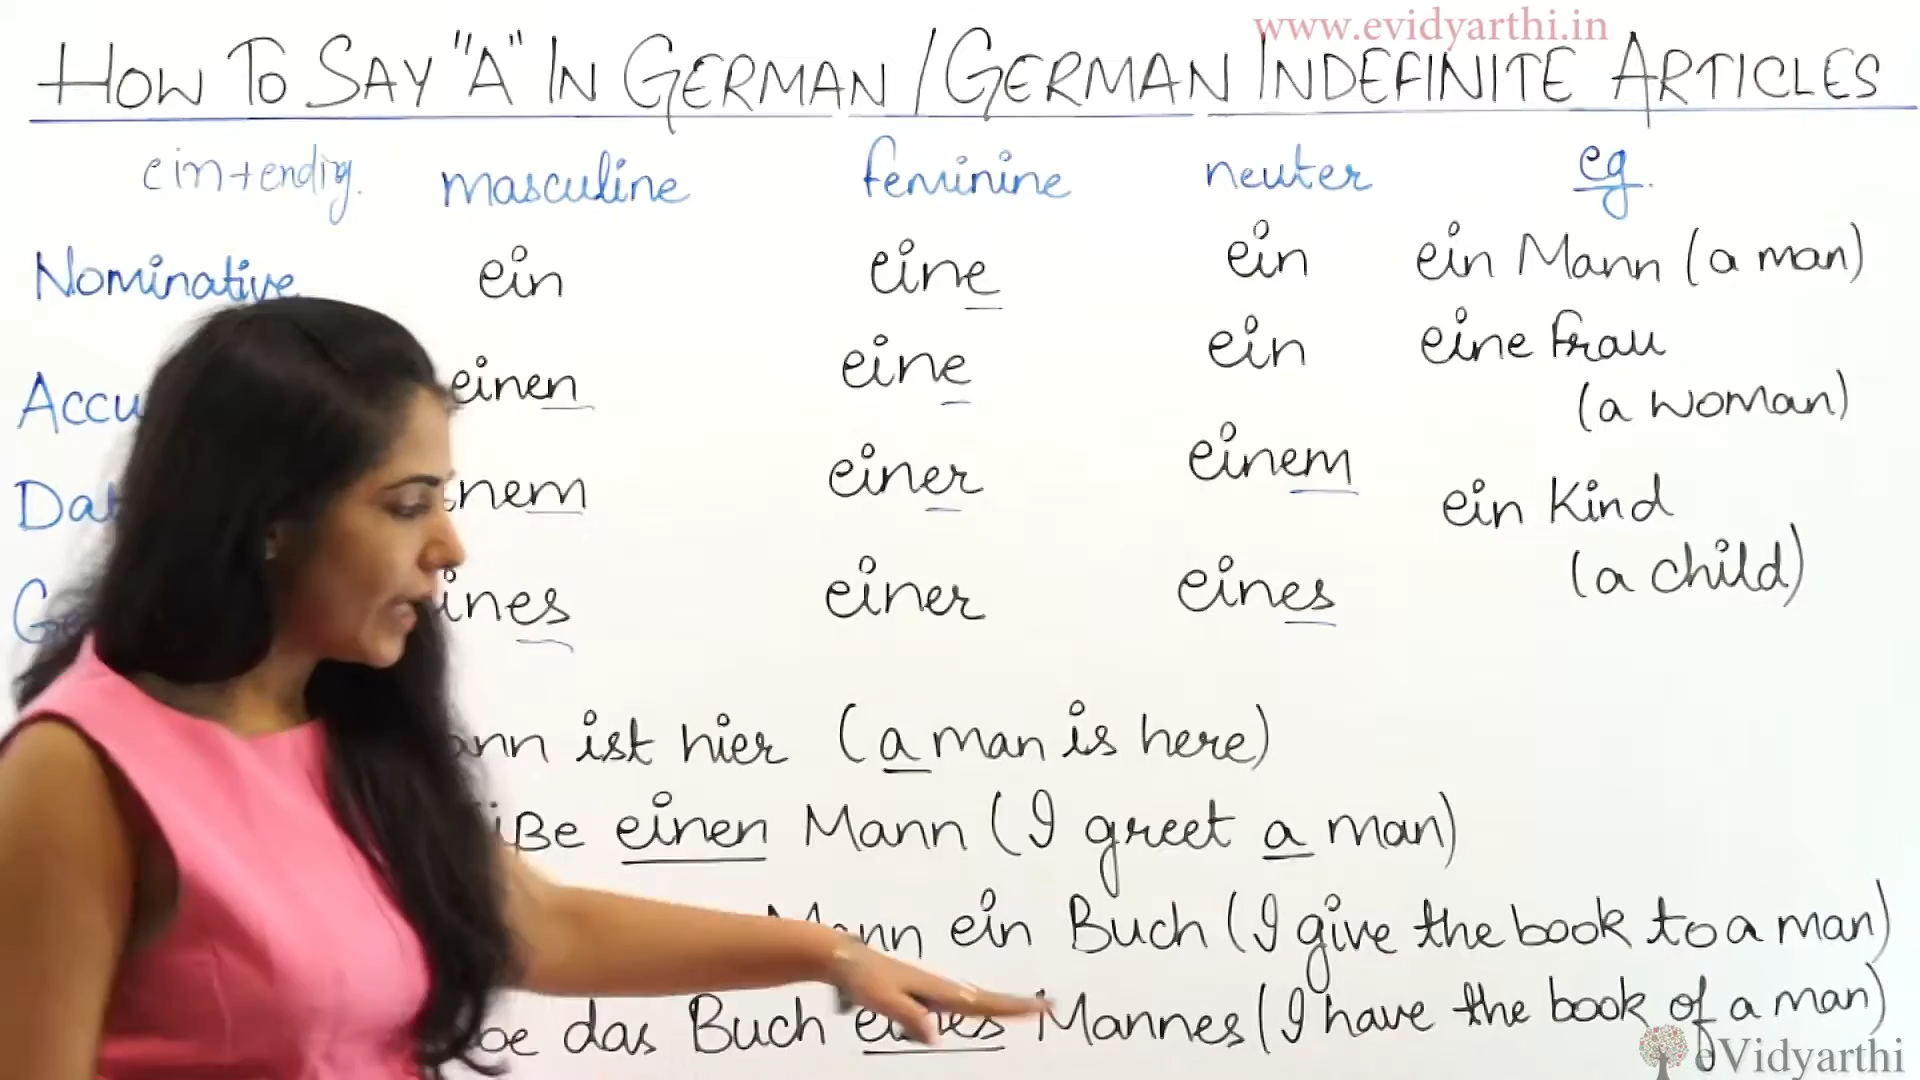 www.evidyarthi.in
HOW TO SAY "A" IN GERMAN / GERMAN INDEFINITE ARTICLES
ein+ending. masculine feminine neuter eg.
Nominative ein eine ein ein Mann (a man)
einen eine ein eine Frau
(a woman)
einer einem ein Kind
(a child)
einer eines
ist hier (a man is here)
einen Mann (I greet a man)
ein Buch (I give the book to a man)
das Buch eines Mannes (I have the book of a man)
eVidyarthi